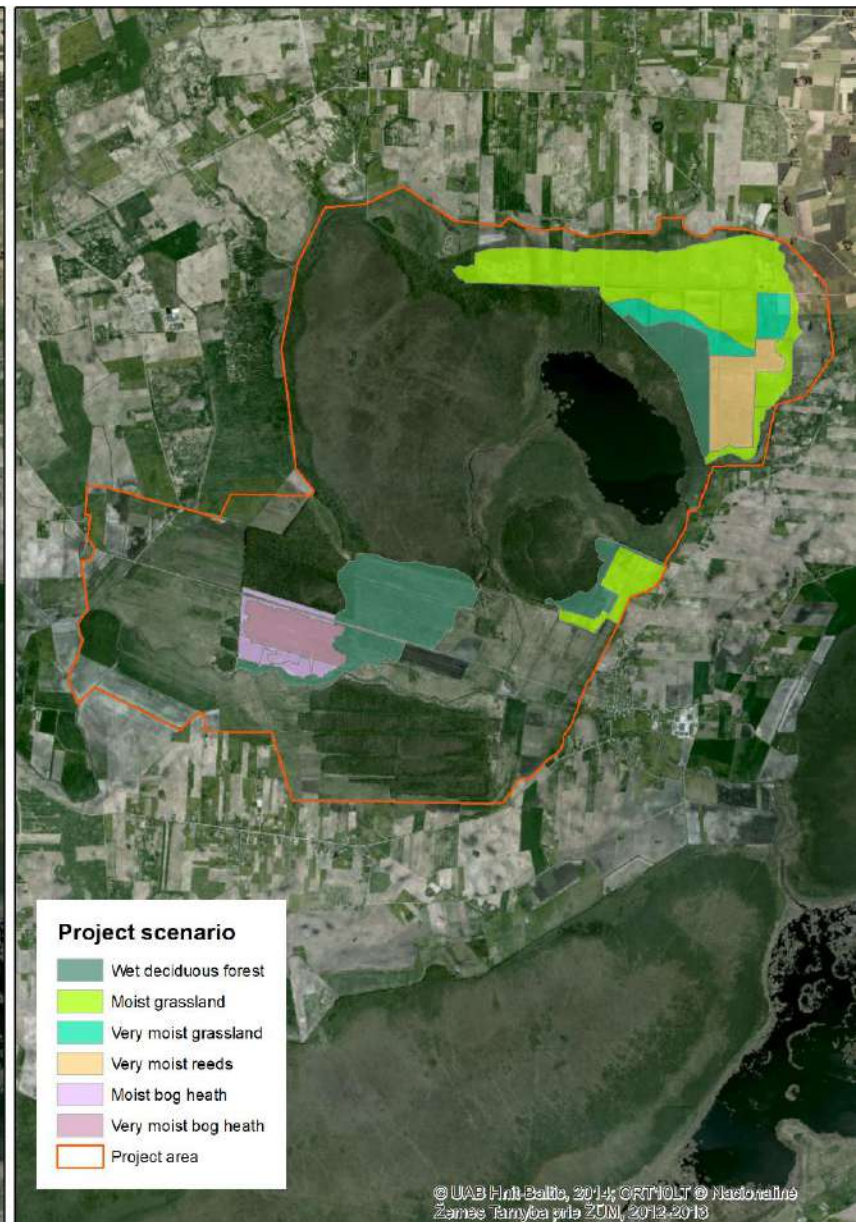 Project scenario
Wet deciduous forest
Moist grassland
Very moist grassland
Very moist reeds
Moist bog heath
Very moist bog heath
Project area
© UAB Hnit-Baltic, 2014; ORT10LT © Nacionalinė
Žemės Tarnyba prie ŽŪM, 2012-2013